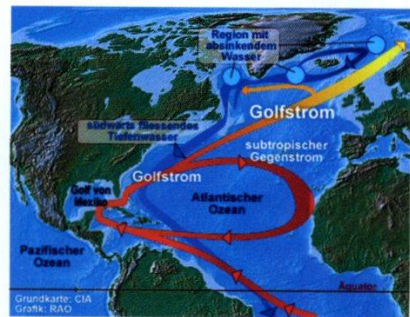 Region mit
absinkendem
Wasser
Golfstrom
südwärts fliessendes
Tiefenwasser
subtropischer
Gegenstrom
Golfstrom
Golf von
Mexiko
Atlantischer
Ozean
Pazifischer
Ozean
Äquator
Grundkarte: CIA
Grafik: RAO